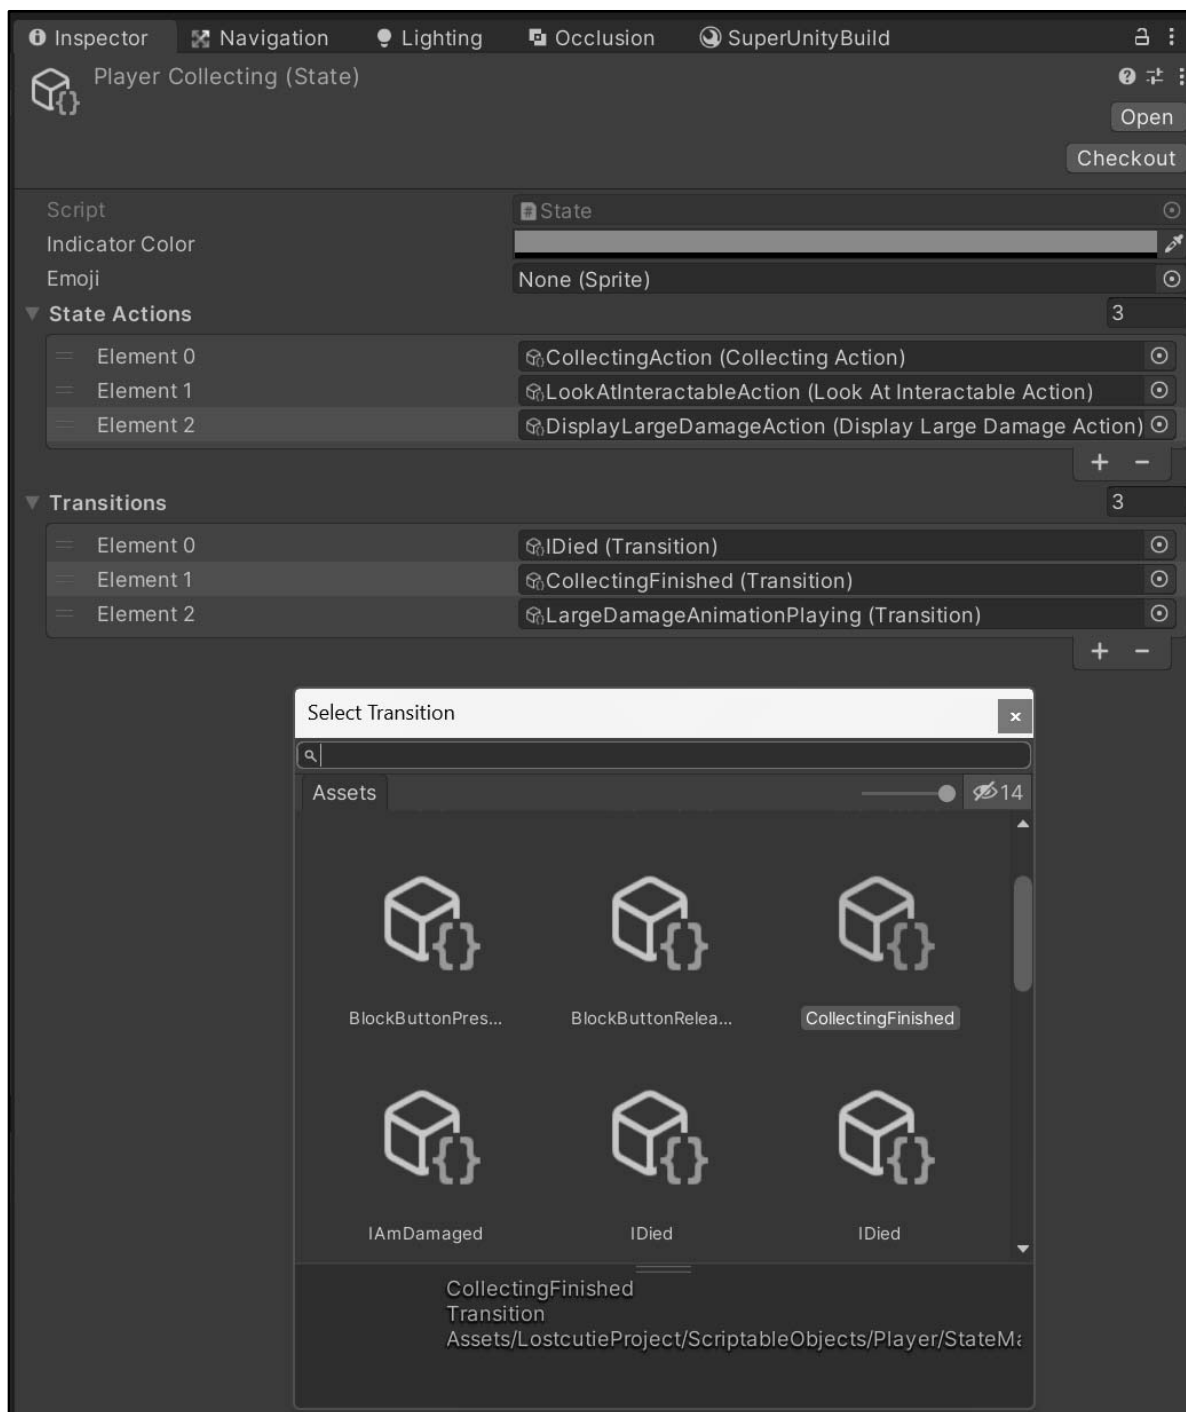 Inspector Navigation Lighting Occlusion SuperUnityBuild
Player Collecting (State)
Open
Checkout
Script State
Indicator Color
Emoji None (Sprite)
State Actions 3
Element 0 CollectingAction (Collecting Action)
Element 1 LookAtInteractableAction (Look At Interactable Action)
Element 2 DisplayLargeDamageAction (Display Large Damage Action)
+ −
Transitions 3
Element 0 IDied (Transition)
Element 1 CollectingFinished (Transition)
Element 2 LargeDamageAnimationPlaying (Transition)
+ −
Select Transition x
Assets 14
BlockButtonPres... BlockButtonRelea... CollectingFinished
IAmDamaged IDied IDied
CollectingFinished
Transition
Assets/LostcutieProject/ScriptableObjects/Player/StateMa